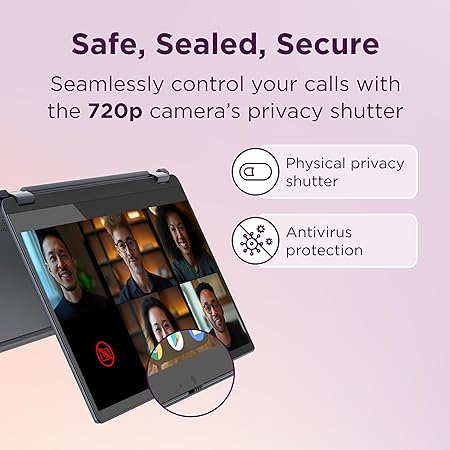 Safe, Sealed, Secure
Seamlessly control your calls with
the 720p camera’s privacy shutter
Physical privacy
shutter
Antivirus
protection